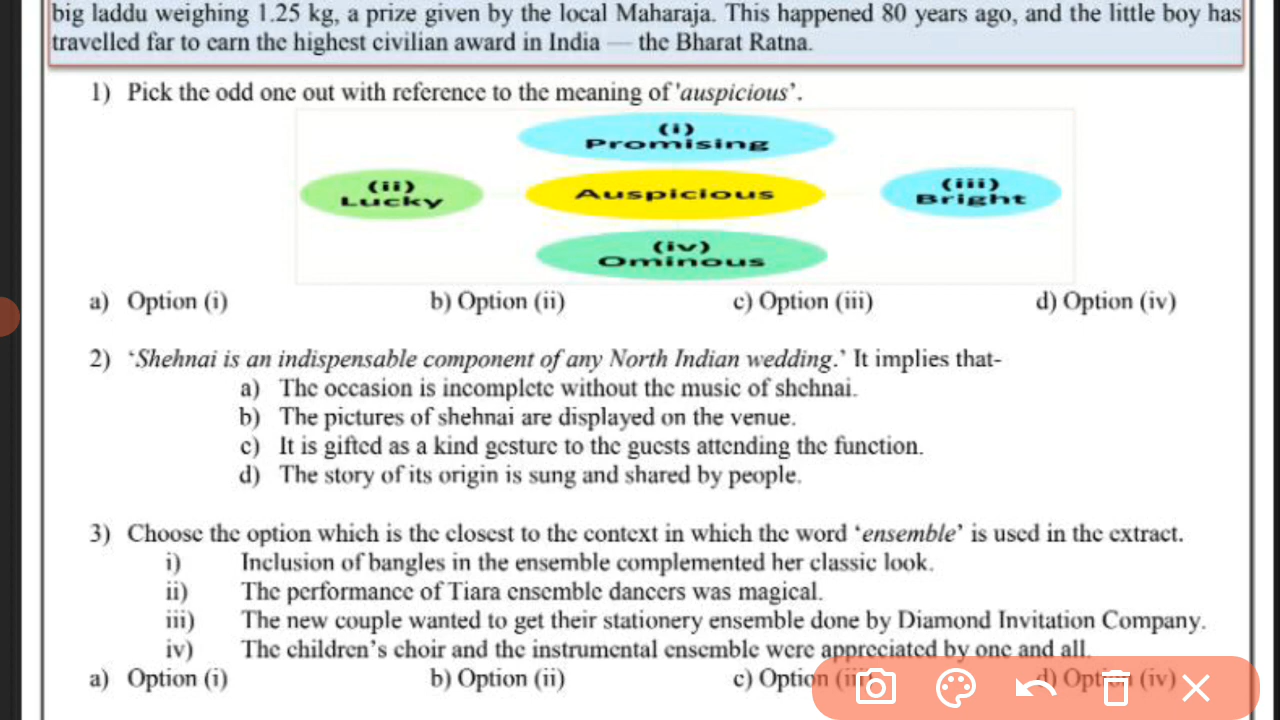 big laddu weighing 1.25 kg, a prize given by the local Maharaja. This happened 80 years ago, and the little boy has
travelled far to earn the highest civilian award in India — the Bharat Ratna.
1) Pick the odd one out with reference to the meaning of 'auspicious'.
(i)
Promising
(ii)
Lucky
Auspicious
(iii)
Bright
(iv)
Ominous
a) Option (i) b) Option (ii) c) Option (iii) d) Option (iv)
2) 'Shehnai is an indispensable component of any North Indian wedding.' It implies that-
a) The occasion is incomplete without the music of shehnai.
b) The pictures of shehnai are displayed on the venue.
c) It is gifted as a kind gesture to the guests attending the function.
d) The story of its origin is sung and shared by people.
3) Choose the option which is the closest to the context in which the word 'ensemble' is used in the extract.
i) Inclusion of bangles in the ensemble complemented her classic look.
ii) The performance of Tiara ensemble dancers was magical.
iii) The new couple wanted to get their stationery ensemble done by Diamond Invitation Company.
iv) The children's choir and the instrumental ensemble were appreciated by one and all.
a) Option (i) b) Option (ii) c) Option (iii) d) Option (iv)